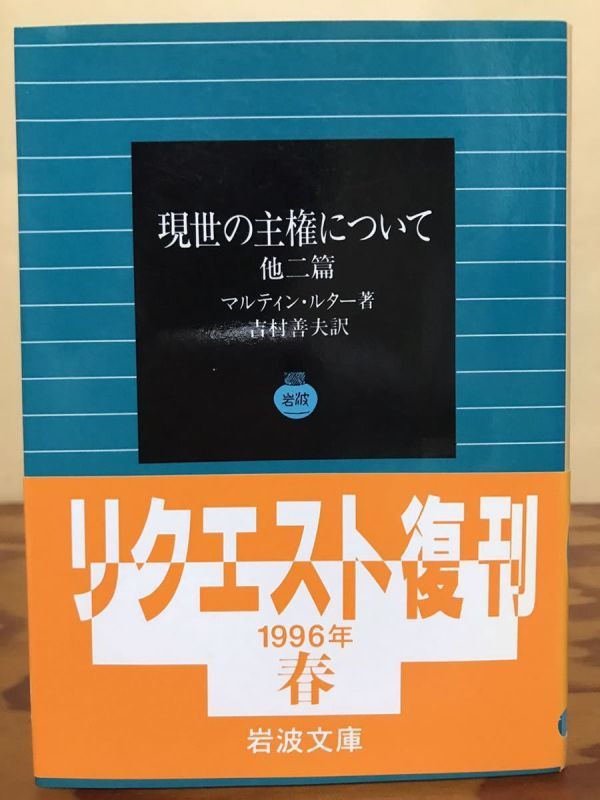 現世の主権について
他二篇
マルティン・ルター著
吉村善夫訳
岩波
リクエスト復刊
1996年
春
岩波文庫